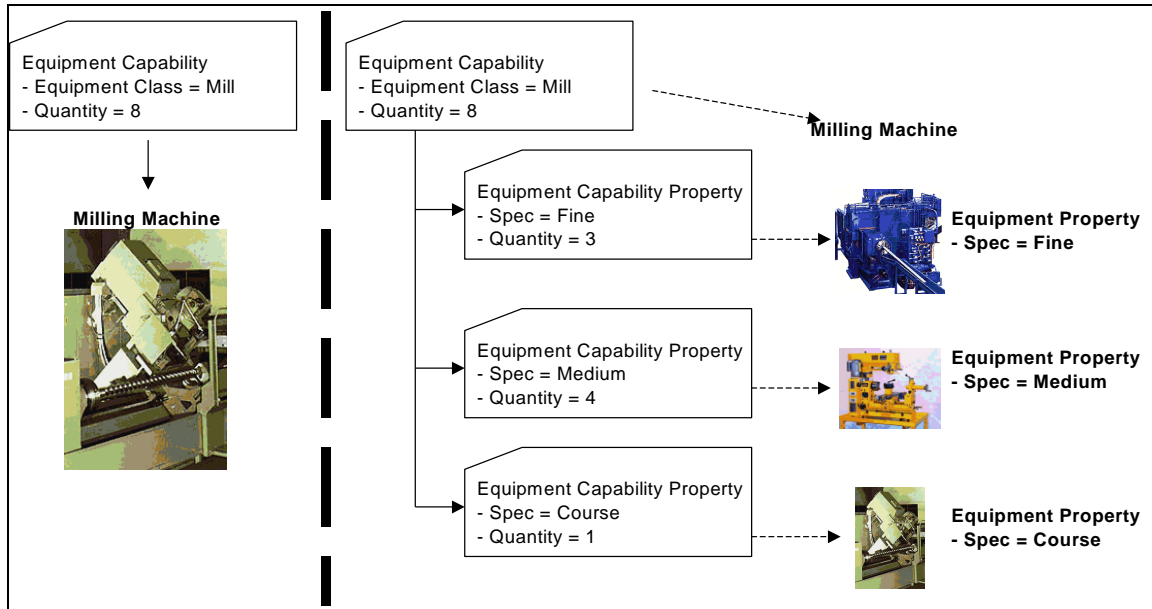 Equipment Capability
- Equipment Class = Mill
- Quantity = 8
Milling Machine
Equipment Capability
- Equipment Class = Mill
- Quantity = 8
Milling Machine
Equipment Capability Property
- Spec = Fine
- Quantity = 3
Equipment Property
- Spec = Fine
Equipment Capability Property
- Spec = Medium
- Quantity = 4
Equipment Property
- Spec = Medium
Equipment Capability Property
- Spec = Course
- Quantity = 1
Equipment Property
- Spec = Course